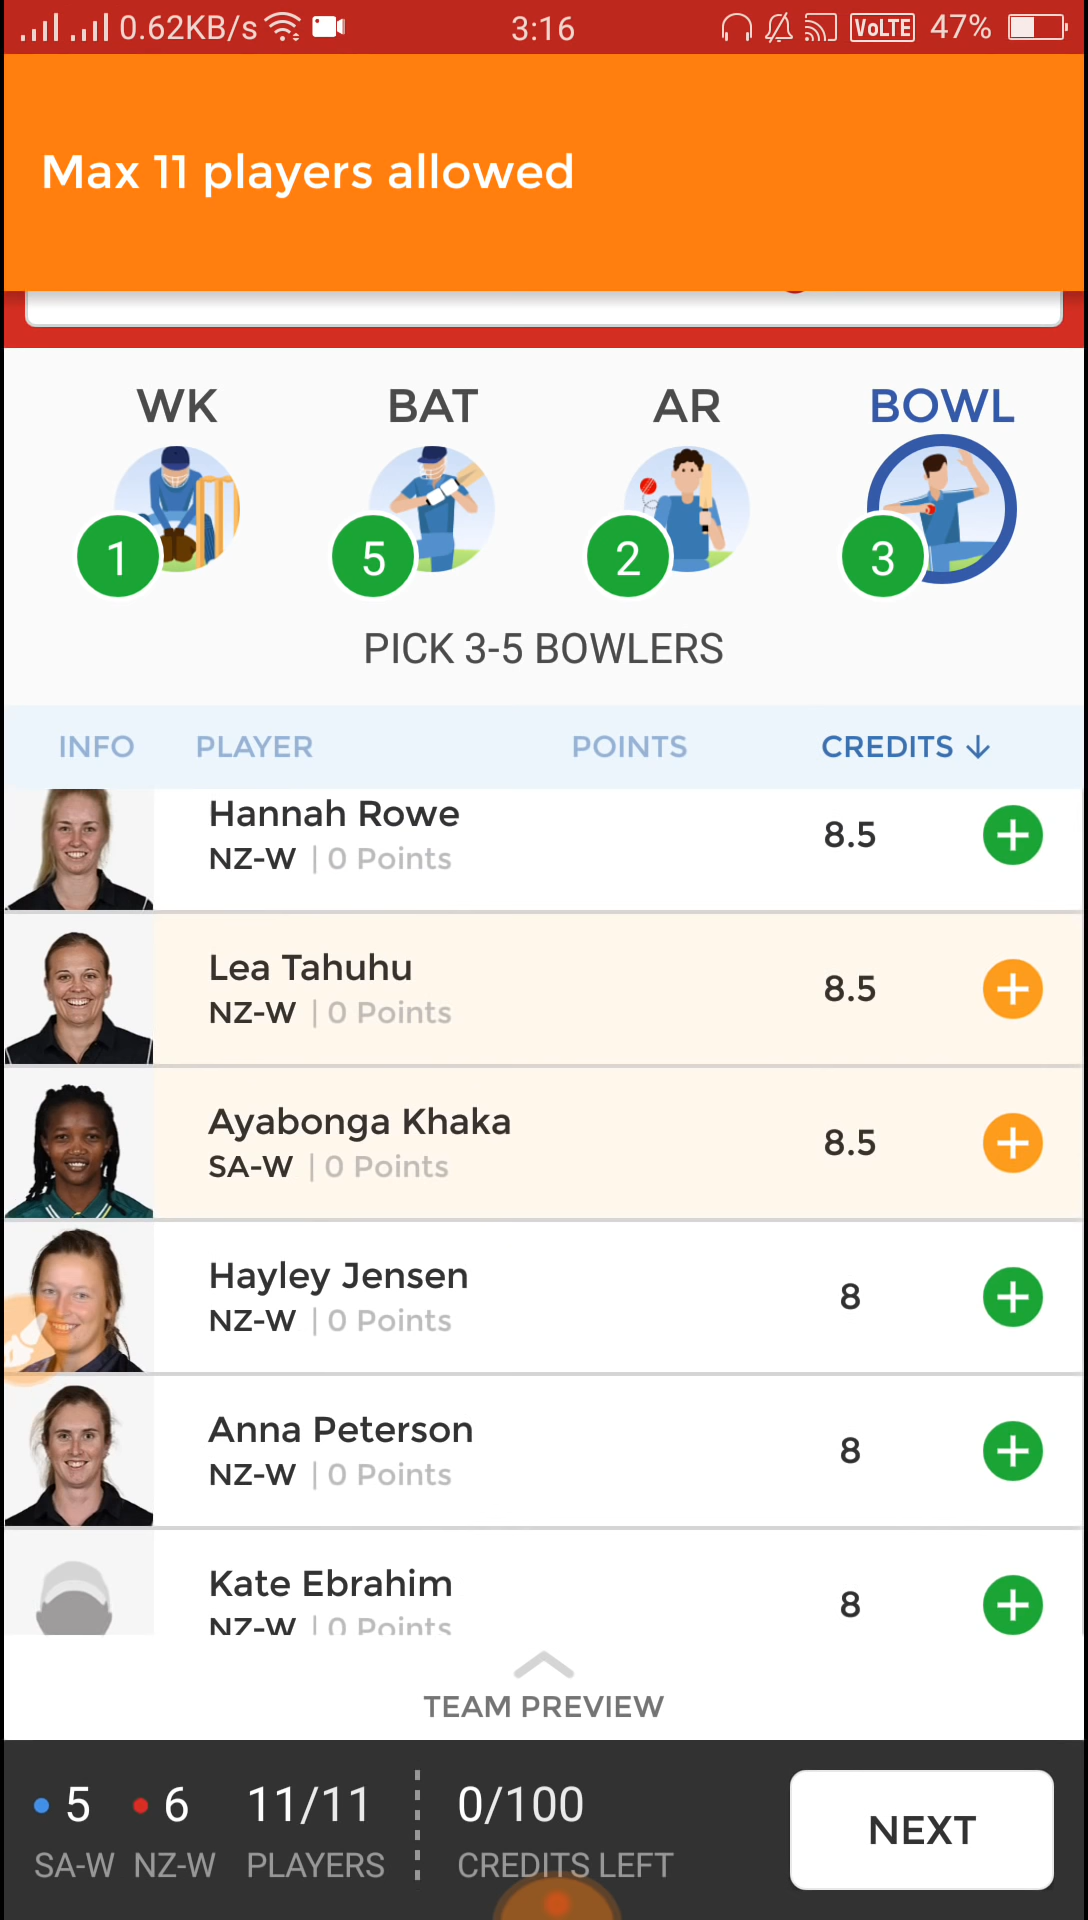 0.62KB/s 3:16 VoLTE 47%
Max 11 players allowed
WK BAT AR BOWL
1 5 2 3
PICK 3-5 BOWLERS
INFO PLAYER POINTS CREDITS ↓
Hannah Rowe
NZ-W | 0 Points 8.5
Lea Tahuhu
NZ-W | 0 Points 8.5
Ayabonga Khaka
SA-W | 0 Points 8.5
Hayley Jensen
NZ-W | 0 Points 8
Anna Peterson
NZ-W | 0 Points 8
Kate Ebrahim
NZ-W | 0 Points 8
TEAM PREVIEW
5 6 11/11 0/100
SA-W NZ-W PLAYERS CREDITS LEFT
NEXT